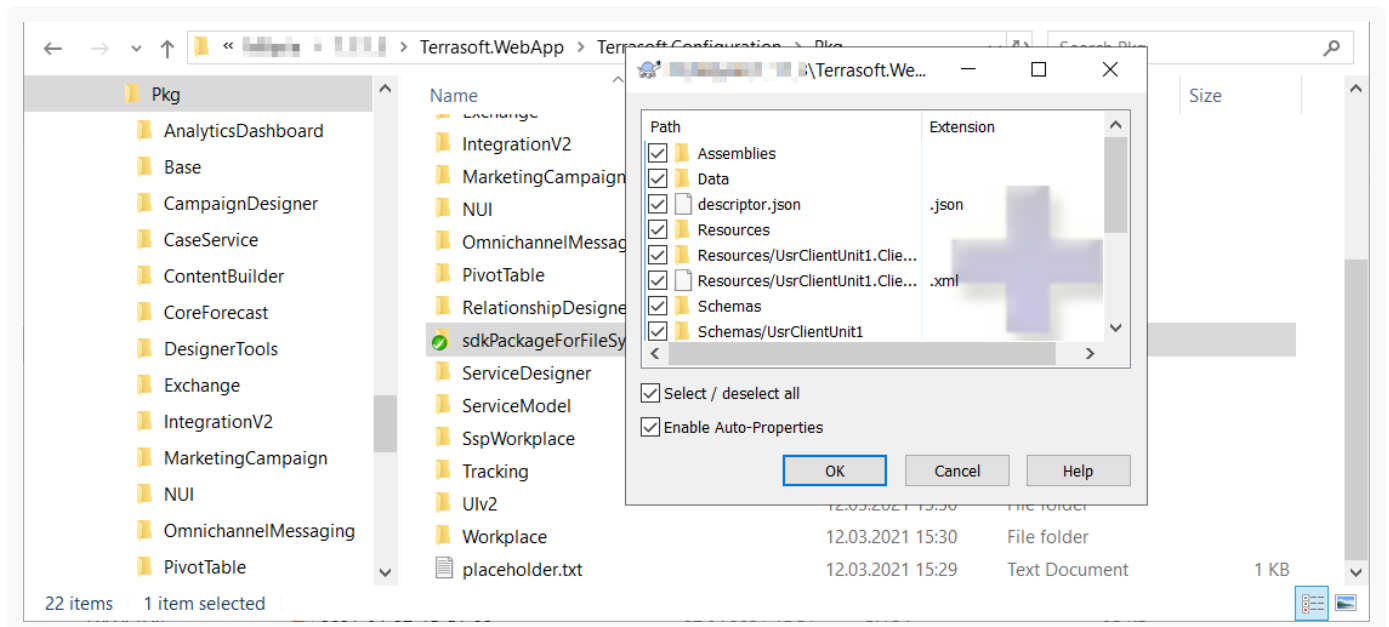 « > Terrasoft.WebApp > Terrasoft.Configuration > Pkg
Search Pkg
Pkg
AnalyticsDashboard
Base
CampaignDesigner
CaseService
ContentBuilder
CoreForecast
DesignerTools
Exchange
IntegrationV2
MarketingCampaign
NUI
OmnichannelMessaging
PivotTable
Name
Size
Exchange
IntegrationV2
MarketingCampaign
NUI
OmnichannelMessag
PivotTable
RelationshipDesigne
sdkPackageForFileSy
ServiceDesigner
ServiceModel
SspWorkplace
Tracking
UIv2 12.03.2021 15:30 File folder
Workplace 12.03.2021 15:30 File folder
placeholder.txt 12.03.2021 15:29 Text Document 1 KB
\Terrasoft.We...
Path Extension
Assemblies
Data
descriptor.json .json
Resources
Resources/UsrClientUnit1.Clie...
Resources/UsrClientUnit1.Clie... .xml
Schemas
Schemas/UsrClientUnit1
Select / deselect all
Enable Auto-Properties
OK Cancel Help
22 items 1 item selected